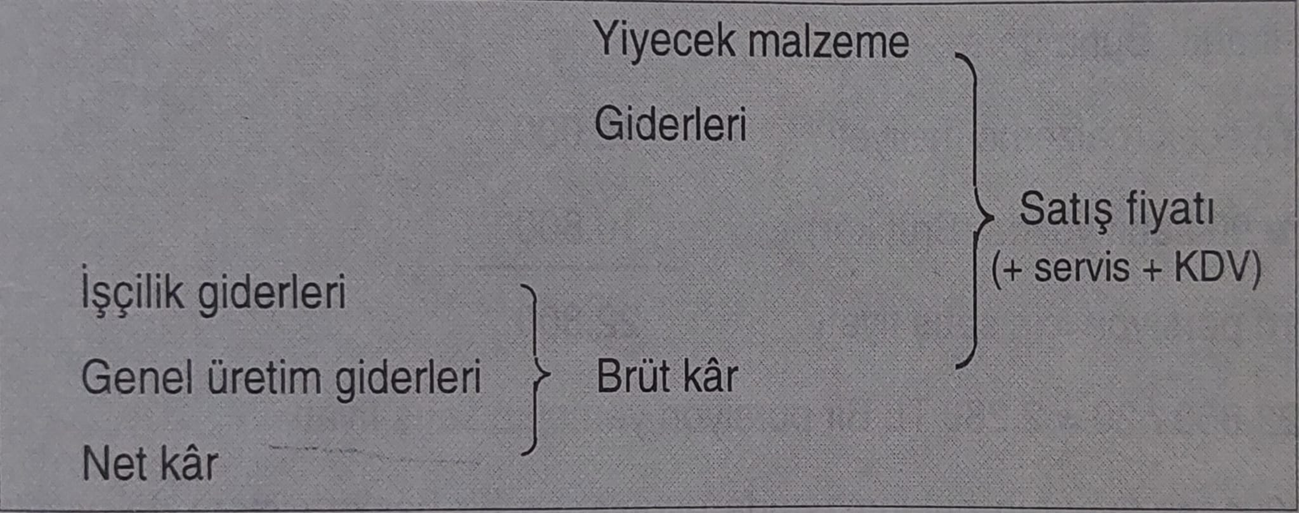 Yiyecek malzeme
Giderleri
Satış fiyatı
(+ servis + KDV)
İşçilik giderleri
Genel üretim giderleri
Brüt kâr
Net kâr